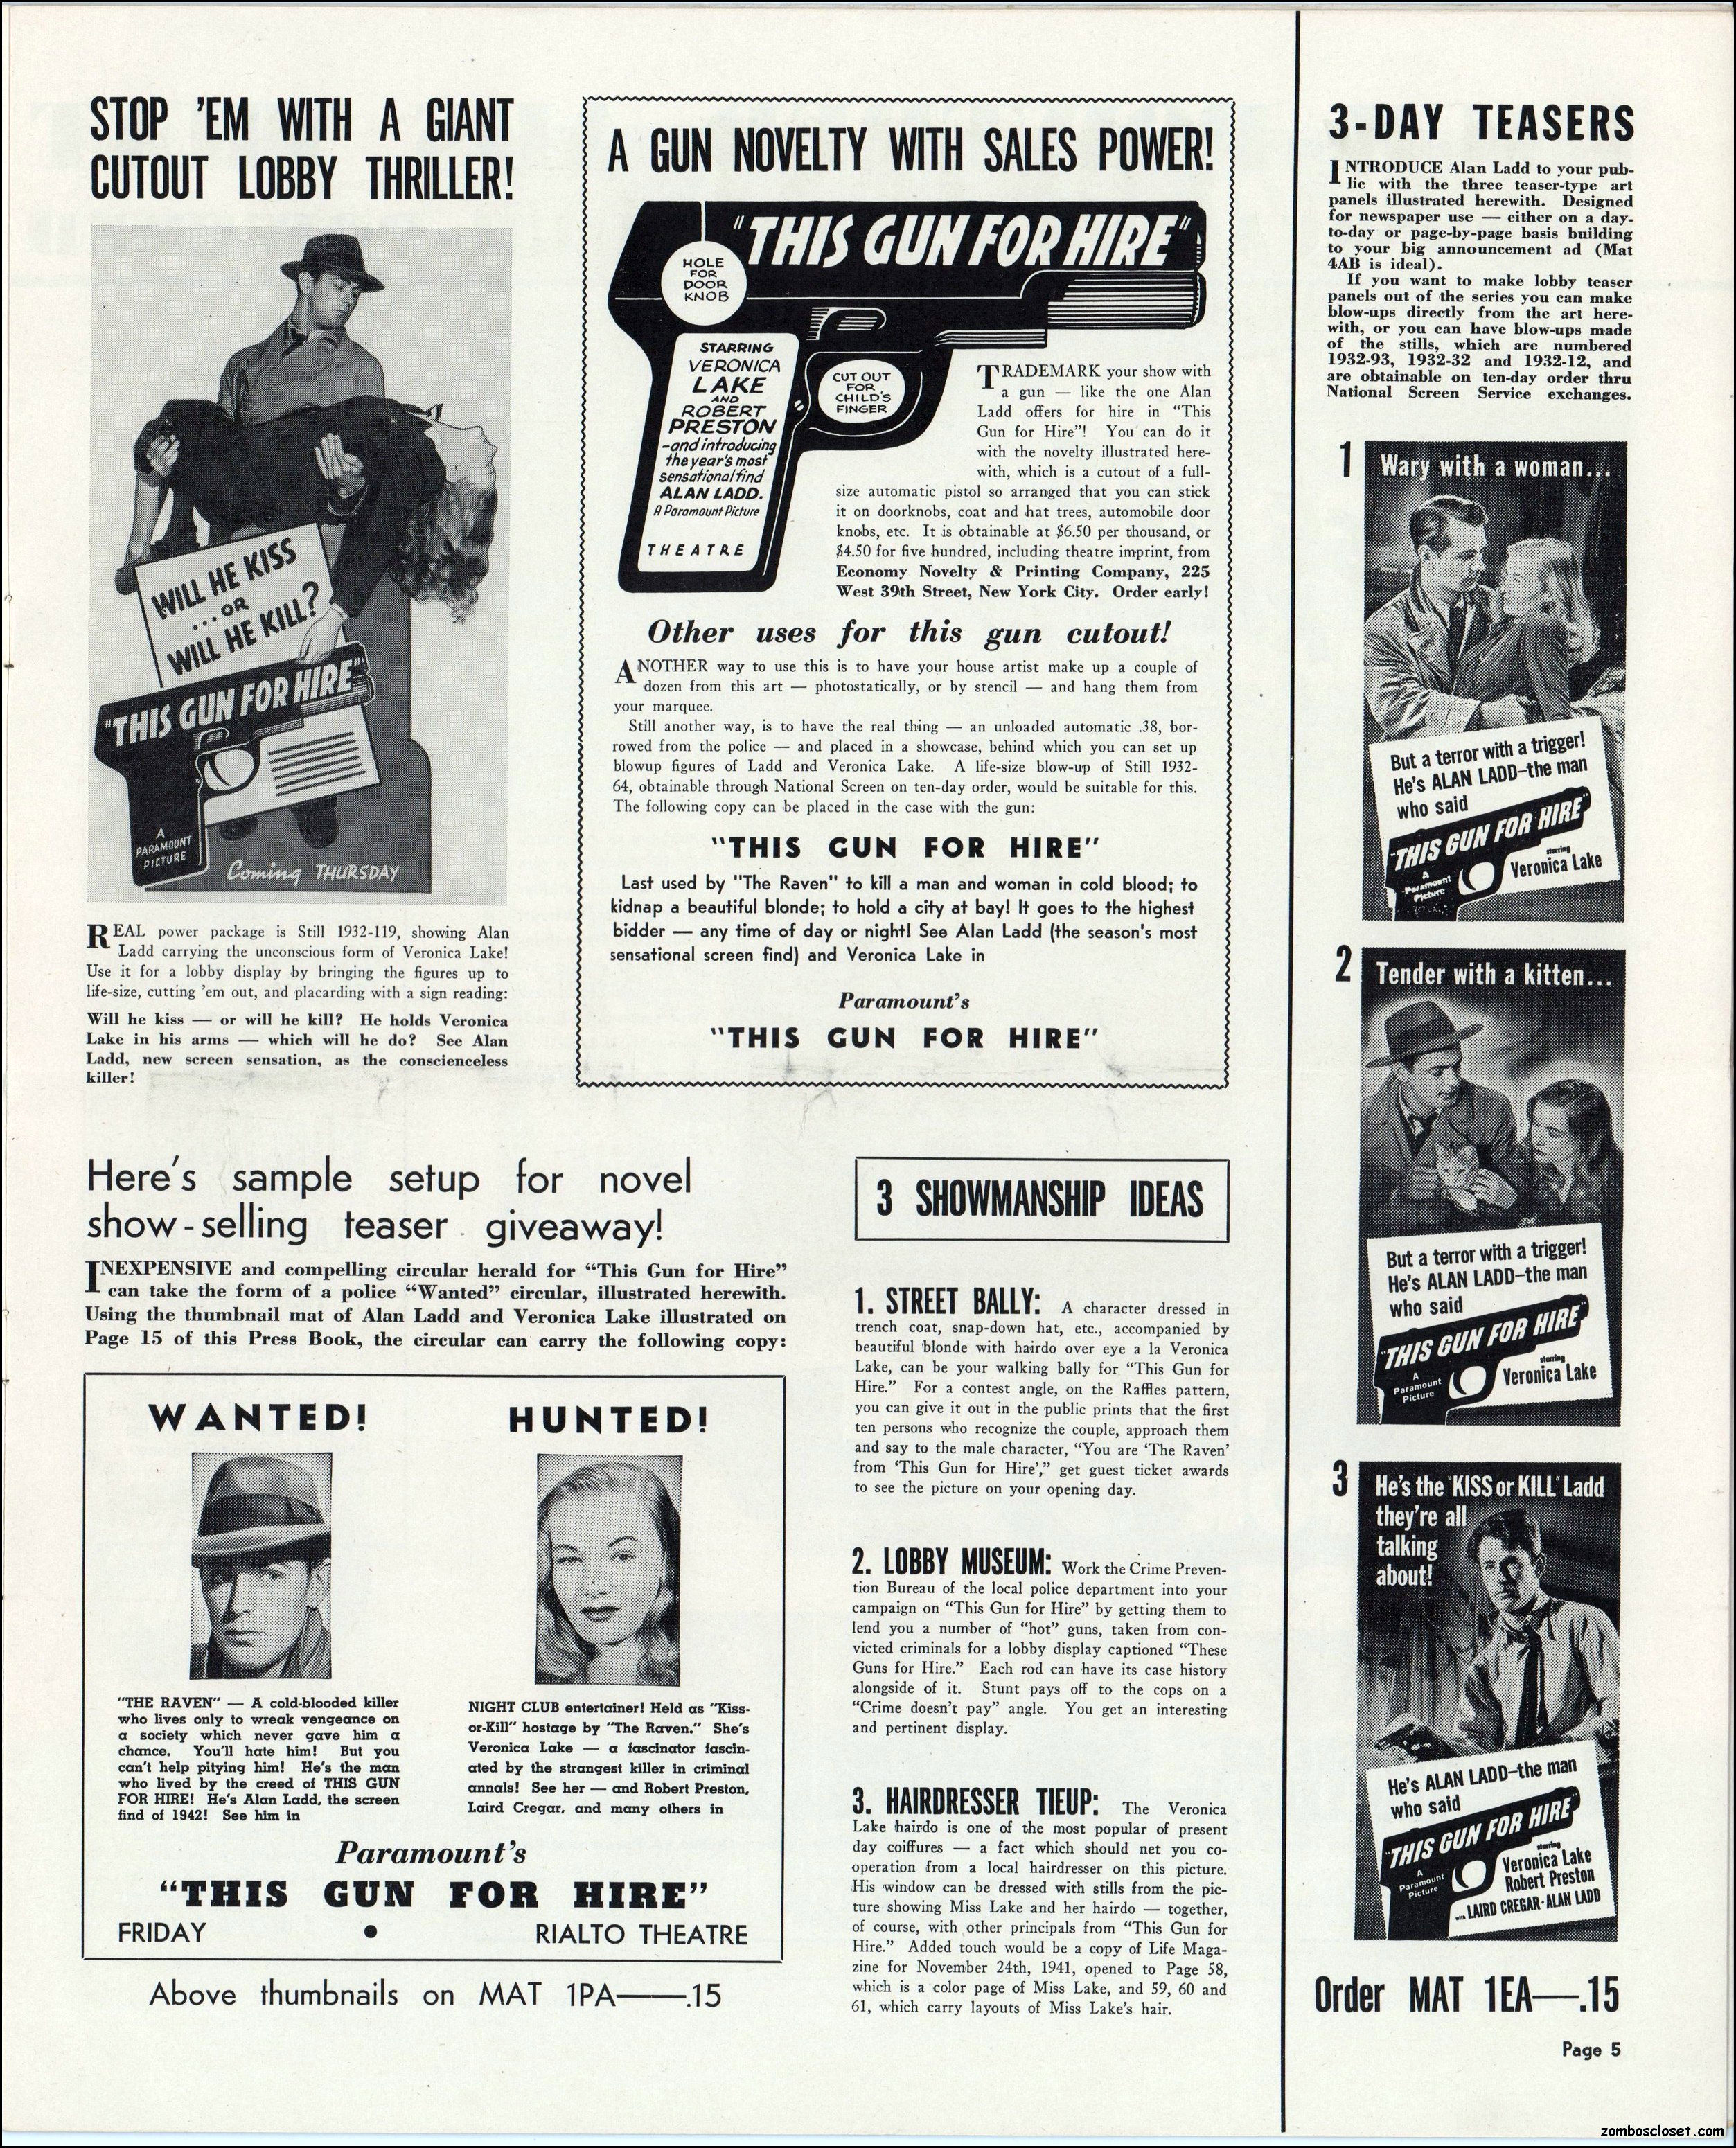 STOP 'EM WITH A GIANT
CUTOUT LOBBY THRILLER!
WILL HE KISS
...OR
WILL HE KILL?
"THIS GUN FOR HIRE"
A
PARAMOUNT
PICTURE
Coming THURSDAY
REAL power package is Still 1932-119, showing Alan
Ladd carrying the unconscious form of Veronica Lake!
Use it for a lobby display by bringing the figures up to
life-size, cutting 'em out, and placarding with a sign reading:
Will he kiss — or will he kill? He holds Veronica
Lake in his arms — which will he do? See Alan
Ladd, new screen sensation, as the conscienceless
killer!
A GUN NOVELTY WITH SALES POWER!
"THIS GUN FOR HIRE"
HOLE
FOR
DOOR
KNOB
STARRING
VERONICA
LAKE
AND
ROBERT
PRESTON
-and introducing
the year's most
sensational find
ALAN LADD.
A Paramount Picture
THEATRE
CUT OUT
FOR
CHILD'S
FINGER
TRADEMARK your show with
a gun — like the one Alan
Ladd offers for hire in "This
Gun for Hire"! You can do it
with the novelty illustrated here-
with, which is a cutout of a full-
size automatic pistol so arranged that you can stick
it on doorknobs, coat and hat trees, automobile door
knobs, etc. It is obtainable at $6.50 per thousand, or
$4.50 for five hundred, including theatre imprint, from
Economy Novelty & Printing Company, 225
West 39th Street, New York City. Order early!
Other uses for this gun cutout!
ANOTHER way to use this is to have your house artist make up a couple of
dozen from this art — photostatically, or by stencil — and hang them from
your marquee.
Still another way, is to have the real thing — an unloaded automatic .38, bor-
rowed from the police — and placed in a showcase, behind which you can set up
blowup figures of Ladd and Veronica Lake. A life-size blow-up of Still 1932-
64, obtainable through National Screen on ten-day order, would be suitable for this.
The following copy can be placed in the case with the gun:
"THIS GUN FOR HIRE"
Last used by "The Raven" to kill a man and woman in cold blood; to
kidnap a beautiful blonde; to hold a city at bay! It goes to the highest
bidder — any time of day or night! See Alan Ladd (the season's most
sensational screen find) and Veronica Lake in
Paramount's
"THIS GUN FOR HIRE"
Here's sample setup for novel
show-selling teaser giveaway!
INEXPENSIVE and compelling circular herald for "This Gun for Hire"
can take the form of a police "Wanted" circular, illustrated herewith.
Using the thumbnail mat of Alan Ladd and Veronica Lake illustrated on
Page 15 of this Press Book, the circular can carry the following copy:
WANTED!
"THE RAVEN" — A cold-blooded killer
who lives only to wreak vengeance on
a society which never gave him a
chance. You'll hate him! But you
can't help pitying him! He's the man
who lived by the creed of THIS GUN
FOR HIRE! He's Alan Ladd, the screen
find of 1942! See him in
HUNTED!
NIGHT CLUB entertainer! Held as "Kiss-
or-Kill" hostage by "The Raven." She's
Veronica Lake — a fascinator fascin-
ated by the strangest killer in criminal
annals! See her — and Robert Preston,
Laird Cregar, and many others in
Paramount's
"THIS GUN FOR HIRE"
FRIDAY • RIALTO THEATRE
Above thumbnails on MAT 1PA——.15
3 SHOWMANSHIP IDEAS
1. STREET BALLY: A character dressed in
trench coat, snap-down hat, etc., accompanied by
beautiful blonde with hairdo over eye a la Veronica
Lake, can be your walking bally for "This Gun for
Hire." For a contest angle, on the Raffles pattern,
you can give it out in the public prints that the first
ten persons who recognize the couple, approach them
and say to the male character, "You are 'The Raven'
from 'This Gun for Hire'," get guest ticket awards
to see the picture on your opening day.
2. LOBBY MUSEUM: Work the Crime Preven-
tion Bureau of the local police department into your
campaign on "This Gun for Hire" by getting them to
lend you a number of "hot" guns, taken from con-
victed criminals for a lobby display captioned "These
Guns for Hire." Each rod can have its case history
alongside of it. Stunt pays off to the cops on a
"Crime doesn't pay" angle. You get an interesting
and pertinent display.
3. HAIRDRESSER TIEUP: The Veronica
Lake hairdo is one of the most popular of present
day coiffures — a fact which should net you co-
operation from a local hairdresser on this picture.
His window can be dressed with stills from the pic-
ture showing Miss Lake and her hairdo — together,
of course, with other principals from "This Gun for
Hire." Added touch would be a copy of Life Maga-
zine for November 24th, 1941, opened to Page 58,
which is a color page of Miss Lake, and 59, 60 and
61, which carry layouts of Miss Lake's hair.
3-DAY TEASERS
INTRODUCE Alan Ladd to your pub-
lic with the three teaser-type art
panels illustrated herewith. Designed
for newspaper use — either on a day-
to-day or page-by-page basis building
to your big announcement ad (Mat
4AB is ideal).
If you want to make lobby teaser
panels out of the series you can make
blow-ups directly from the art here-
with, or you can have blow-ups made
of the stills, which are numbered
1932-93, 1932-32 and 1932-12, and
are obtainable on ten-day order thru
National Screen Service exchanges.
1 Wary with a woman...
But a terror with a trigger!
He's ALAN LADD—the man
who said
"THIS GUN FOR HIRE"
A
Paramount
Picture
starring
Veronica Lake
2 Tender with a kitten...
But a terror with a trigger!
He's ALAN LADD—the man
who said
"THIS GUN FOR HIRE"
A
Paramount
Picture
starring
Veronica Lake
3 He's the "KISS or KILL" Ladd
they're all
talking
about!
He's ALAN LADD—the man
who said
"THIS GUN FOR HIRE"
A
Paramount
Picture
starring
Veronica Lake
Robert Preston
with LAIRD CREGAR · ALAN LADD
Order MAT 1EA—.15
Page 5
zomboscloset.com